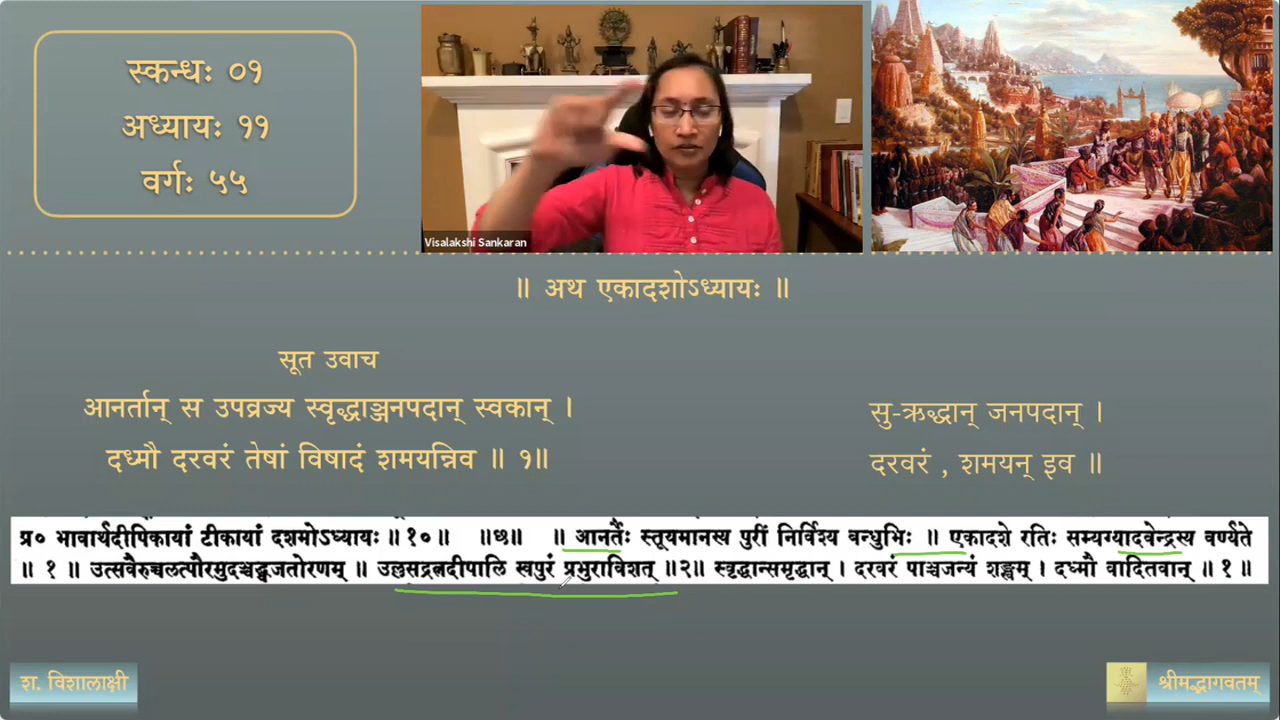 स्कन्धः ०१
अध्यायः ११
वर्गः ५५
Visalakshi Sankaran
॥ अथ एकादशोऽध्यायः ॥
सूत उवाच
आनर्तान् स उपव्रज्य स्वृद्धाञ्जनपदान् स्वकान् ।
दध्मौ दरवरं तेषां विषादं शमयन्निव ॥ १॥
सु-ऋद्धान् जनपदान् ।
दरवरं , शमयन् इव ॥
प्र० भावार्थदीपिकायां टीकायां दशमोऽध्यायः ॥ १० ॥ ॥छ॥ ॥ आनर्तैः स्तूयमानस्य पुरीं निर्विश्य बन्धुभिः ॥ एकादशे रतिः सम्यग्यादवेन्द्रस्य वर्ण्यते
॥ १ ॥ उत्सवैरुच्चलत्पौरमुदञ्चद्ध्वजतोरणम् ॥ उल्लसद्रत्नदीपालि स्वपुरं प्रभुराविशत् ॥२॥ स्वृद्धान्समृद्धान् । दरवरं पाञ्चजन्यं शङ्खम् । दध्मौ वादितवान् ॥ १ ॥
श. विशालाक्षी
श्रीमद्भागवतम्